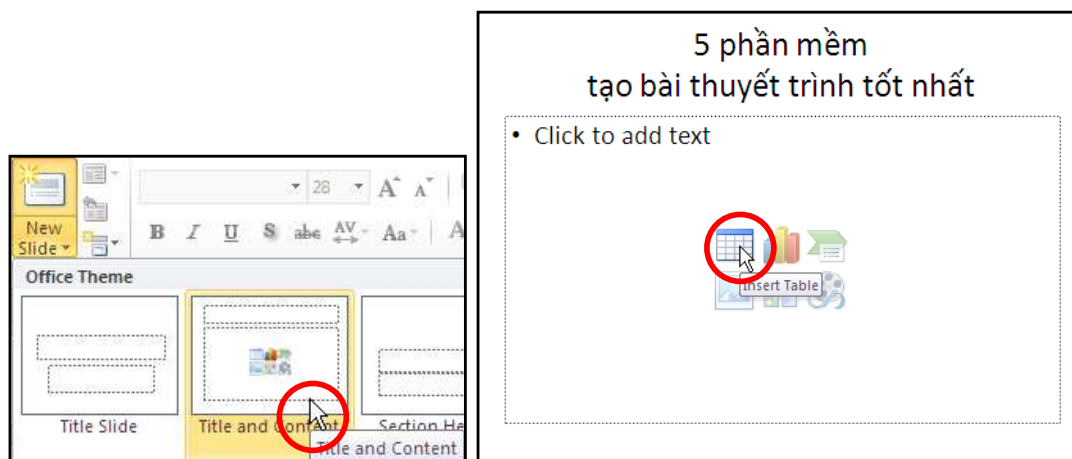 28
New
Slide
B I U S abc AV Aa A
Office Theme
Title Slide
Title and Content
Section He
Title and Content
5 phần mềm
tạo bài thuyết trình tốt nhất
• Click to add text
Insert Table